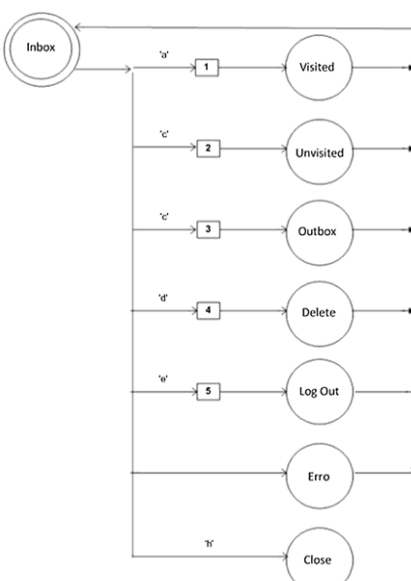 Inbox
'a'
1
Visited
'c'
2
Unvisited
'c'
3
Outbox
'd'
4
Delete
'e'
5
Log Out
Erro
'h'
Close